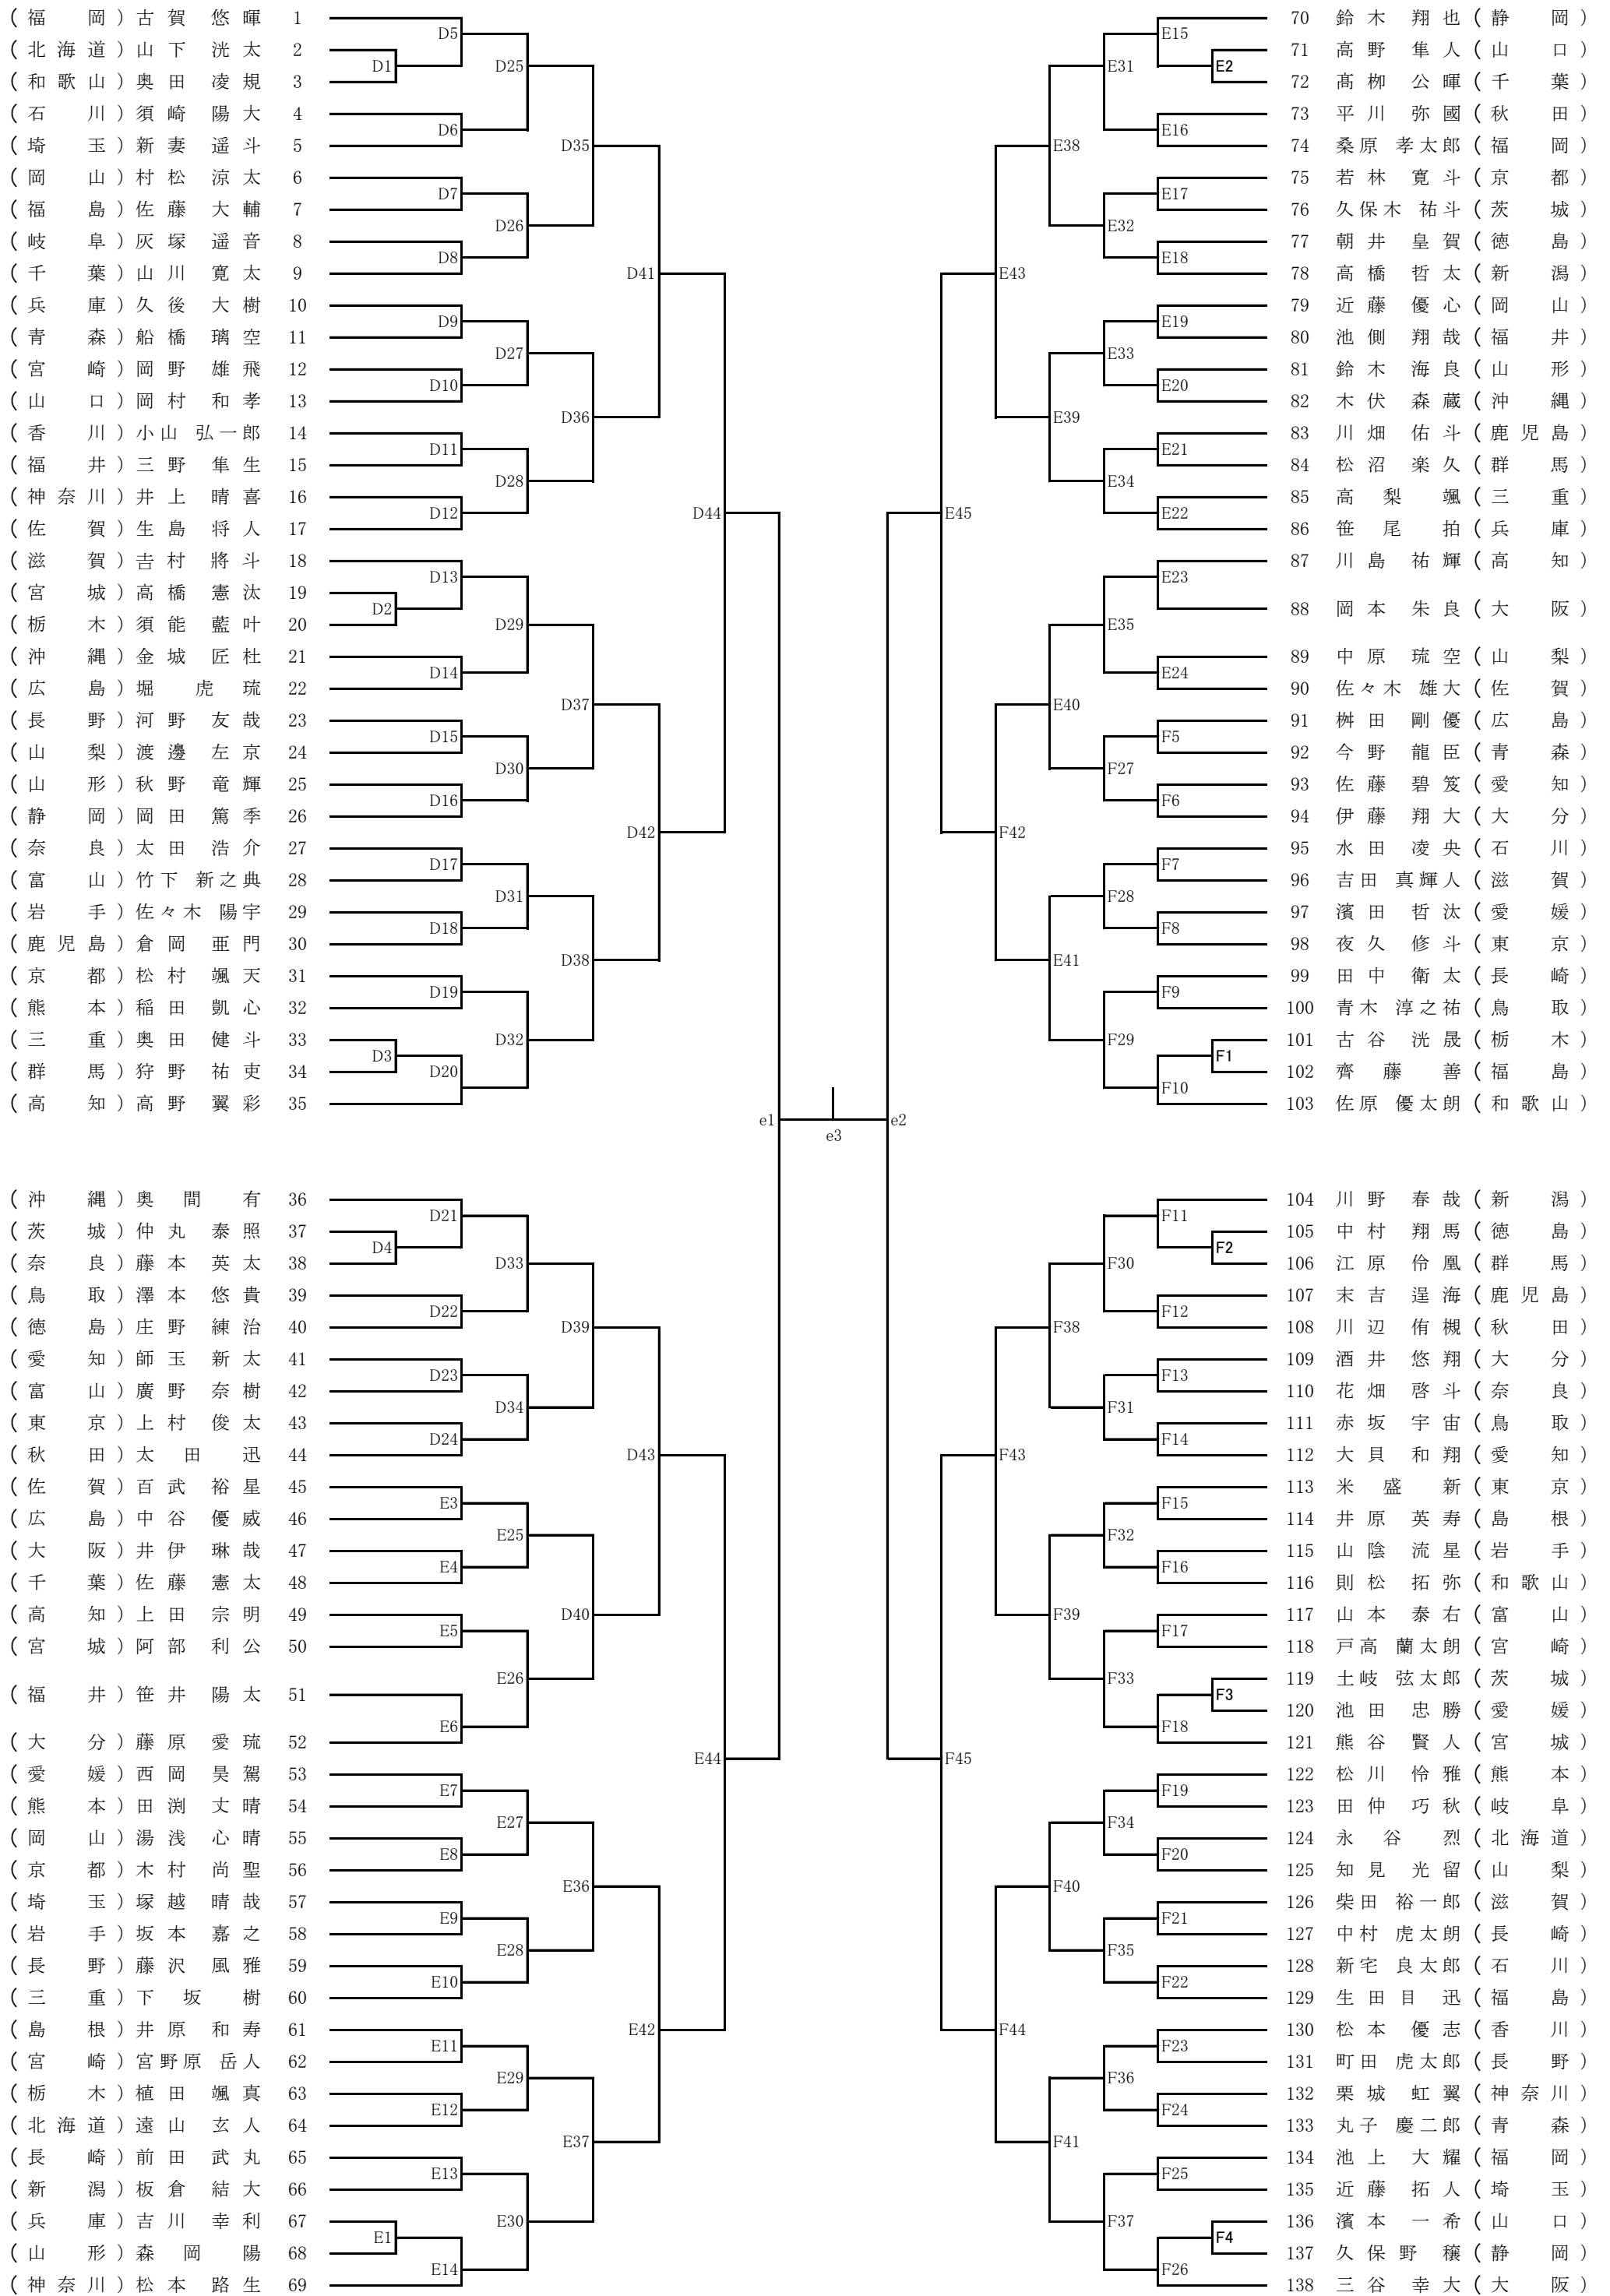 (福岡)古賀 悠暉 1
(北海道)山下 洸太 2
(和歌山)奥田 凌規 3
(石川)須崎 陽大 4
(埼玉)新妻 遥斗 5
(岡山)村松 涼太 6
(福島)佐藤 大輔 7
(岐阜)灰塚 遥音 8
(千葉)山川 寛太 9
(兵庫)久後 大樹 10
(青森)船橋 璃空 11
(宮崎)岡野 雄飛 12
(山口)岡村 和孝 13
(香川)小山 弘一郎 14
(福井)三野 隼生 15
(神奈川)井上 晴喜 16
(佐賀)生島 将人 17
(滋賀)𠮷村 將斗 18
(宮城)高橋 憲汰 19
(栃木)須能 藍叶 20
(沖縄)金城 匠杜 21
(広島)堀 虎琉 22
(長野)河野 友哉 23
(山梨)渡邊 左京 24
(山形)秋野 竜輝 25
(静岡)岡田 篤季 26
(奈良)太田 浩介 27
(富山)竹下 新之典 28
(岩手)佐々木 陽宇 29
(鹿児島)倉岡 亜門 30
(京都)松村 颯天 31
(熊本)稲田 凱心 32
(三重)奥田 健斗 33
(群馬)狩野 祐吏 34
(高知)高野 翼彩 35
(沖縄)奥間 有 36
(茨城)仲丸 泰照 37
(奈良)藤本 英太 38
(鳥取)澤本 悠貴 39
(徳島)庄野 練治 40
(愛知)師玉 新太 41
(富山)廣野 奈樹 42
(東京)上村 俊太 43
(秋田)太田 迅 44
(佐賀)百武 裕星 45
(広島)中谷 優威 46
(大阪)井伊 琳哉 47
(千葉)佐藤 憲太 48
(高知)上田 宗明 49
(宮城)阿部 利公 50
(福井)笹井 陽太 51
(大分)藤原 愛琉 52
(愛媛)西岡 昊駕 53
(熊本)田渕 丈晴 54
(岡山)湯浅 心晴 55
(京都)木村 尚聖 56
(埼玉)塚越 晴哉 57
(岩手)坂本 嘉之 58
(長野)藤沢 風雅 59
(三重)下坂 樹 60
(島根)井原 和寿 61
(宮崎)宮野原 岳人 62
(栃木)植田 颯真 63
(北海道)遠山 玄人 64
(長崎)前田 武丸 65
(新潟)板倉 結大 66
(兵庫)吉川 幸利 67
(山形)森岡 陽 68
(神奈川)松本 路生 69
D1
D2
D3
D4
E1
D5
D6
D7
D8
D9
D10
D11
D12
D13
D14
D15
D16
D17
D18
D19
D20
D21
D22
D23
D24
E3
E4
E5
E6
E7
E8
E9
E10
E11
E12
E13
E14
D25
D26
D27
D28
D29
D30
D31
D32
D33
D34
E25
E26
E27
E28
E29
E30
D35
D36
D37
D38
D39
D40
E36
E37
D41
D42
D43
E42
D44
E44
e1
e3
e2
E45
F45
E43
F42
F43
F44
E38
E39
E40
E41
F38
F39
F40
F41
E31
E32
E33
E34
E35
F27
F28
F29
F30
F31
F32
F33
F34
F35
F36
F37
E15
E16
E17
E18
E19
E20
E21
E22
E23
E24
F5
F6
F7
F8
F9
F10
F11
F12
F13
F14
F15
F16
F17
F18
F19
F20
F21
F22
F23
F24
F25
F26
E2
F1
F2
F3
F4
70 鈴木 翔也(静岡)
71 高野 隼人(山口)
72 髙栁 公暉(千葉)
73 平川 弥國(秋田)
74 桑原 孝太郎(福岡)
75 若林 寛斗(京都)
76 久保木 祐斗(茨城)
77 朝井 皇賀(徳島)
78 高橋 哲太(新潟)
79 近藤 優心(岡山)
80 池側 翔哉(福井)
81 鈴木 海良(山形)
82 木伏 森蔵(沖縄)
83 川畑 佑斗(鹿児島)
84 松沼 楽久(群馬)
85 高梨 颯(三重)
86 笹尾 拍(兵庫)
87 川島 祐輝(高知)
88 岡本 朱良(大阪)
89 中原 琉空(山梨)
90 佐々木 雄大(佐賀)
91 桝田 剛優(広島)
92 今野 龍臣(青森)
93 佐藤 碧笈(愛知)
94 伊藤 翔大(大分)
95 水田 凌央(石川)
96 吉田 真輝人(滋賀)
97 濱田 哲汰(愛媛)
98 夜久 修斗(東京)
99 田中 衛太(長崎)
100 青木 淳之祐(鳥取)
101 古谷 洸晟(栃木)
102 齊藤 善(福島)
103 佐原 優太朗(和歌山)
104 川野 春哉(新潟)
105 中村 翔馬(徳島)
106 江原 伶凰(群馬)
107 末吉 逞海(鹿児島)
108 川辺 侑槻(秋田)
109 酒井 悠翔(大分)
110 花畑 啓斗(奈良)
111 赤坂 宇宙(鳥取)
112 大貝 和翔(愛知)
113 米盛 新(東京)
114 井原 英寿(島根)
115 山陰 流星(岩手)
116 則松 拓弥(和歌山)
117 山本 泰右(富山)
118 戸高 蘭太朗(宮崎)
119 土岐 弦太郎(茨城)
120 池田 忠勝(愛媛)
121 熊谷 賢人(宮城)
122 松川 怜雅(熊本)
123 田仲 巧秋(岐阜)
124 永谷 烈(北海道)
125 知見 光留(山梨)
126 柴田 裕一郎(滋賀)
127 中村 虎太朗(長崎)
128 新宅 良太郎(石川)
129 生田目 迅(福島)
130 松本 優志(香川)
131 町田 虎太郎(長野)
132 栗城 虹翼(神奈川)
133 丸子 慶二郎(青森)
134 池上 大耀(福岡)
135 近藤 拓人(埼玉)
136 濱本 一希(山口)
137 久保野 穣(静岡)
138 三谷 幸大(大阪)